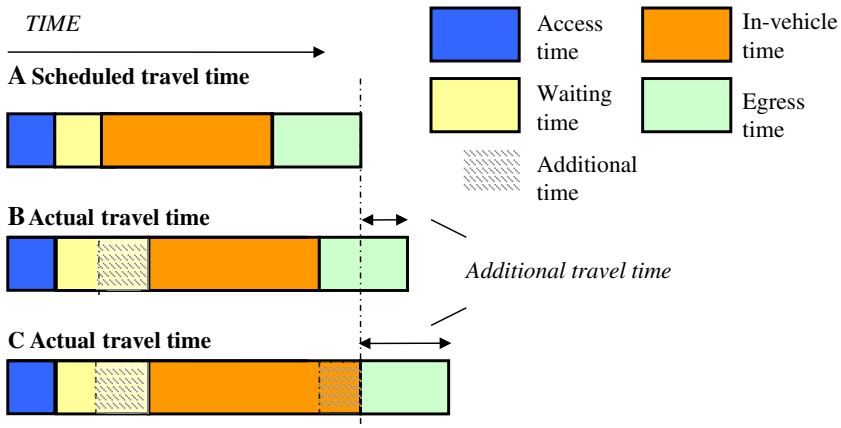 TIME
Access
time
In-vehicle
time
A Scheduled travel time
Waiting
time
Egress
time
Additional
time
B Actual travel time
Additional travel time
C Actual travel time